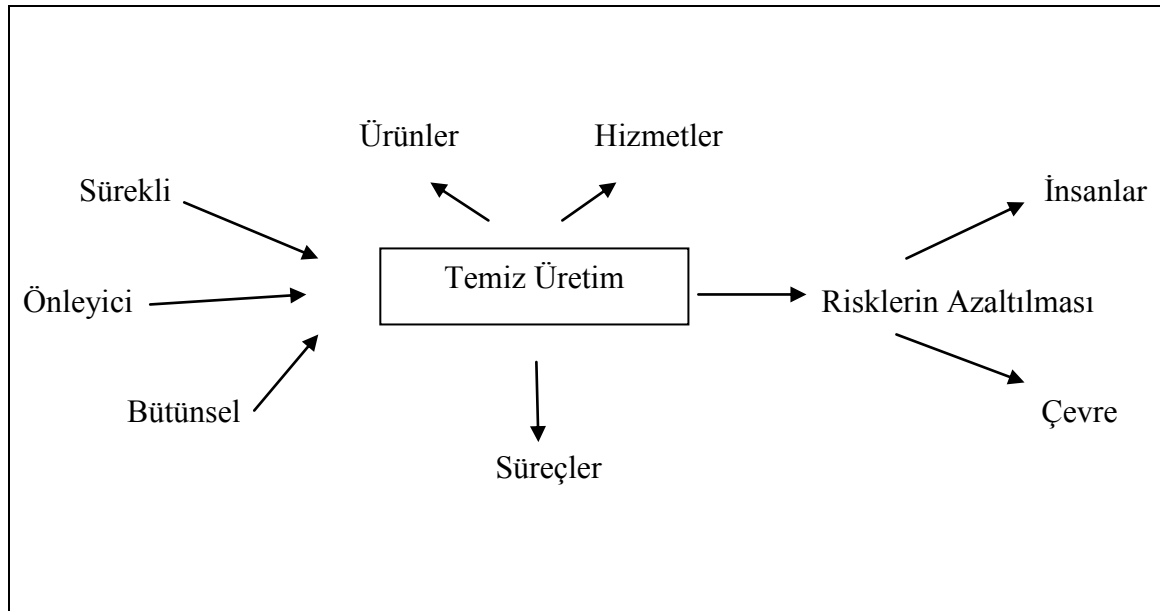 Ürünler
Hizmetler
Sürekli
İnsanlar
Temiz Üretim
Önleyici
Risklerin Azaltılması
Bütünsel
Çevre
Süreçler